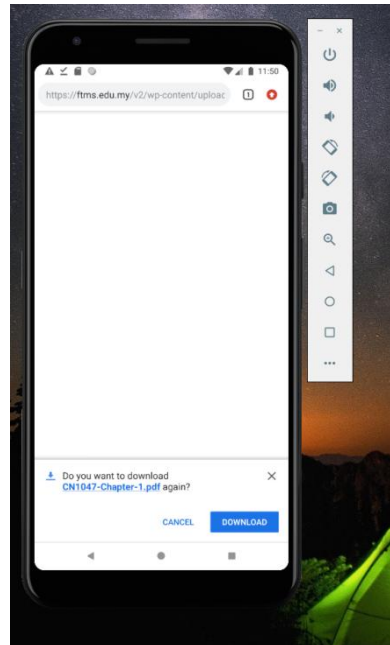 11:50
https://ftms.edu.my/v2/wp-content/uploac
1
Do you want to download
CN1047-Chapter-1.pdf again?
CANCEL
DOWNLOAD